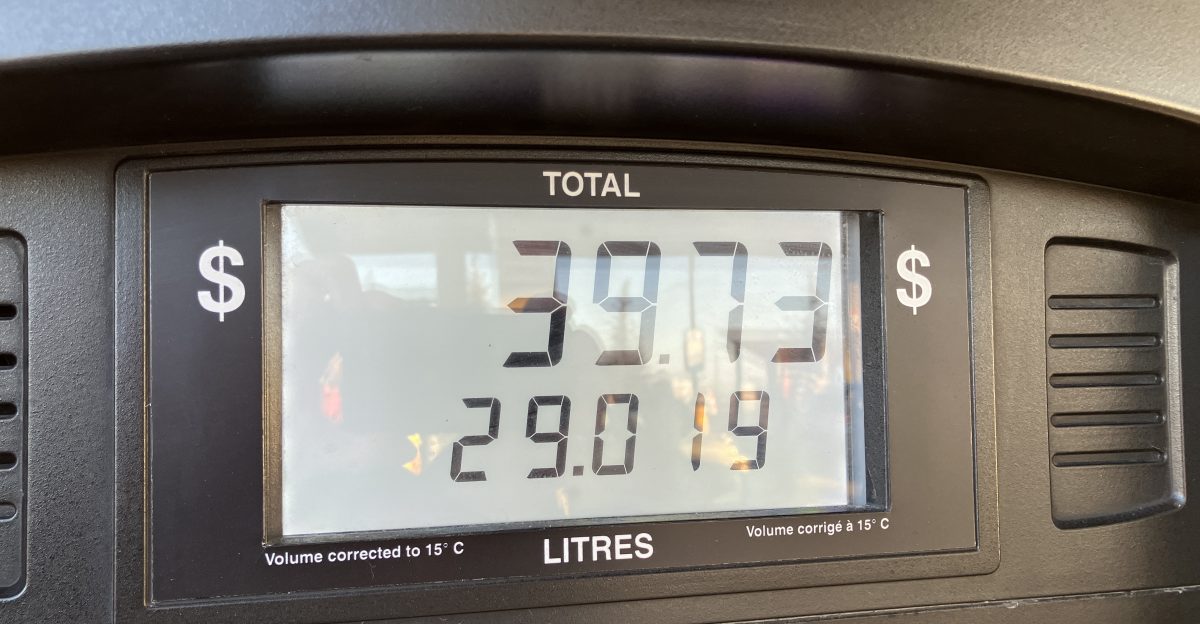 TOTAL
$ 39.73 $
29.019
Volume corrected to 15° C
LITRES
Volume corrigé à 15° C